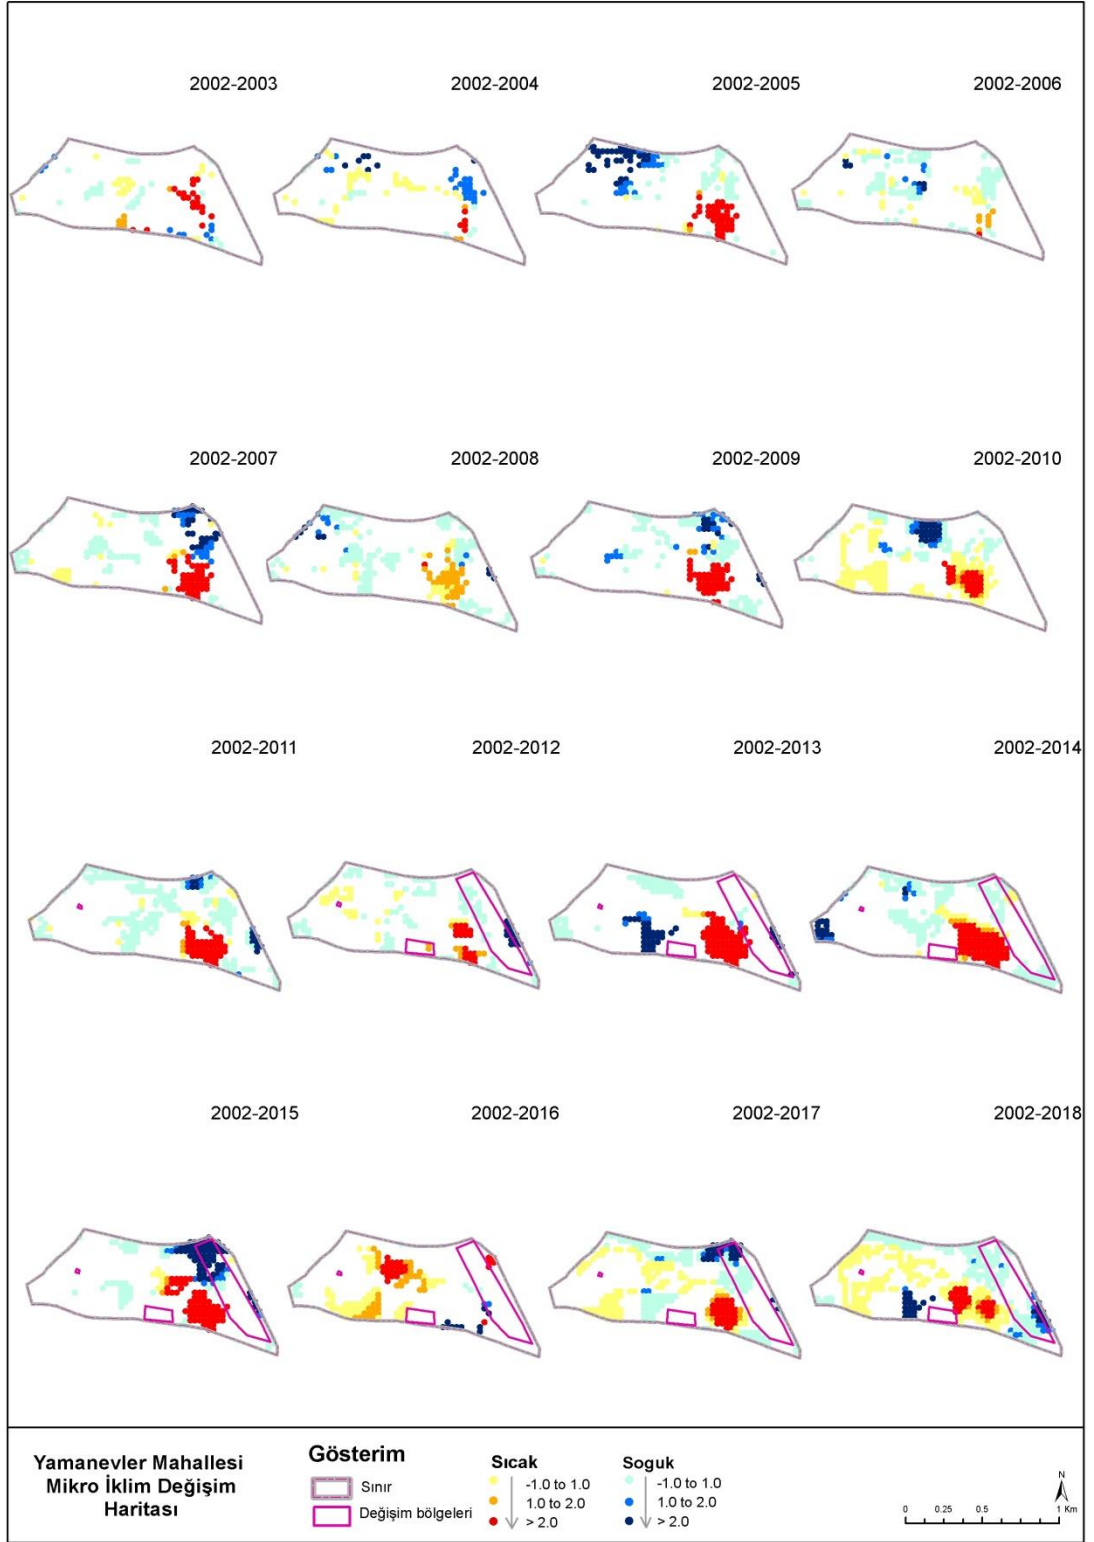 2002-2003
2002-2004
2002-2005
2002-2006
2002-2007
2002-2008
2002-2009
2002-2010
2002-2011
2002-2012
2002-2013
2002-2014
2002-2015
2002-2016
2002-2017
2002-2018
Yamanevler Mahallesi
Mikro İklim Değişim
Haritası
Gösterim
Sınır
Değişim bölgeleri
Sıcak
-1.0 to 1.0
1.0 to 2.0
> 2.0
Soguk
-1.0 to 1.0
1.0 to 2.0
> 2.0
N
0 0.25 0.5 1 Km